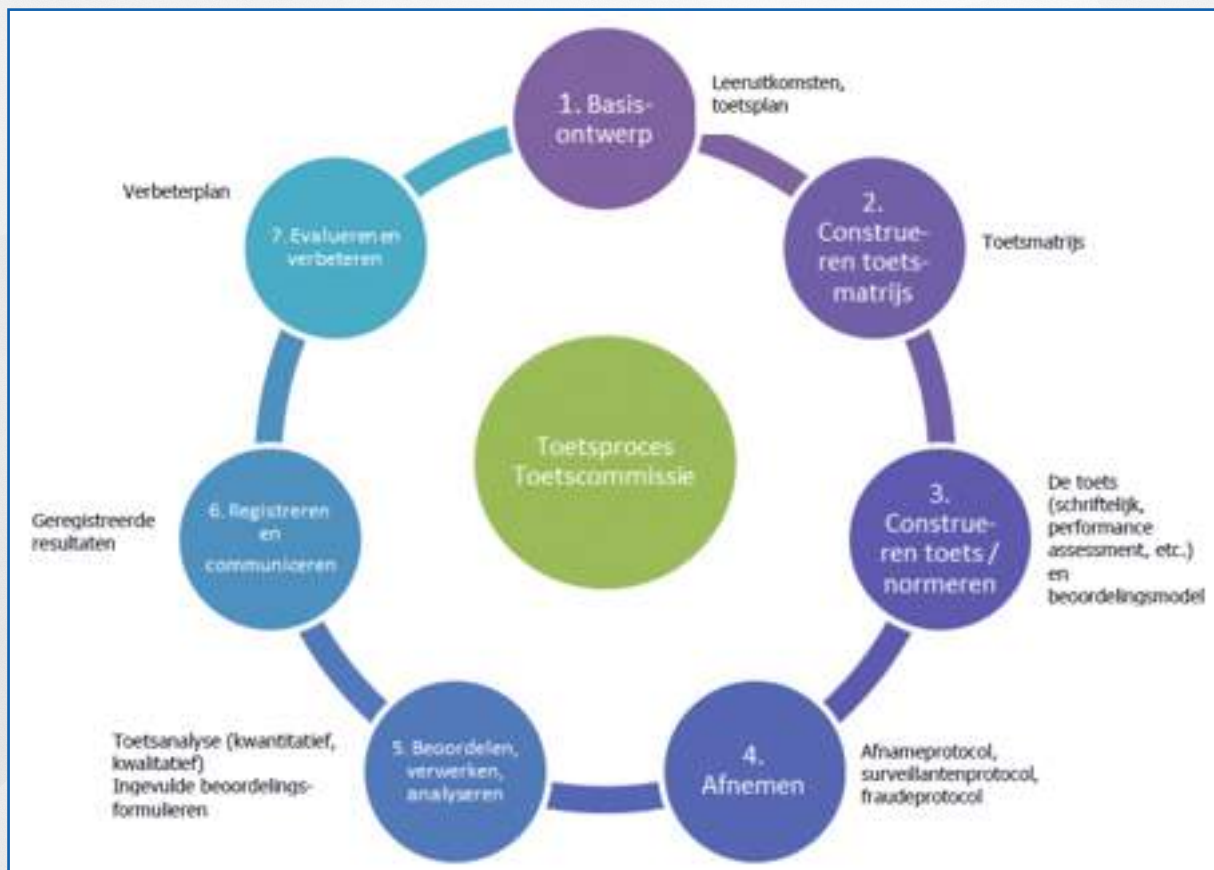 1. Basis-
ontwerp
Leeruitkomsten,
toetsplan
2.
Construe-
ren toets-
matrijs
Toetsmatrijs
3.
Construe-
ren toets /
normeren
De toets
(schriftelijk,
performance
assessment, etc.)
en
beoordelingsmodel
4.
Afnemen
Afnameprotocol,
surveillantenprotocol,
fraudeprotocol
5. Beoordelen,
verwerken,
analyseren
Toetsanalyse (kwantitatief,
kwalitatief)
Ingevulde beoordelings-
formulieren
6. Registreren
en
communiceren
Geregistreerde
resultaten
7. Evalueren en
verbeteren
Verbeterplan
Toetsproces
Toetscommissie